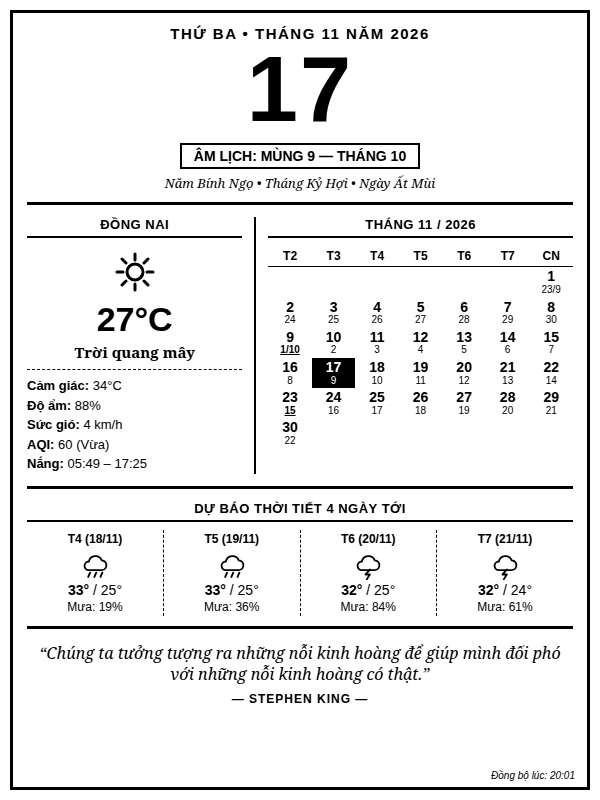 THỨ BA • THÁNG 11 NĂM 2026
17
ÂM LỊCH: MÙNG 9 — THÁNG 10
Năm Bính Ngọ • Tháng Kỷ Hợi • Ngày Ất Mùi
ĐỒNG NAI
27°C
Trời quang mây
Cảm giác: 34°C
Độ ẩm: 88%
Sức gió: 4 km/h
AQI: 60 (Vừa)
Nắng: 05:49 – 17:25
THÁNG 11 / 2026
T2 T3 T4 T5 T6 T7 CN
1
23/9
2 3 4 5 6 7 8
24 25 26 27 28 29 30
9 10 11 12 13 14 15
1/10 2 3 4 5 6 7
16 17 18 19 20 21 22
8 9 10 11 12 13 14
23 24 25 26 27 28 29
15 16 17 18 19 20 21
30
22
DỰ BÁO THỜI TIẾT 4 NGÀY TỚI
T4 (18/11) T5 (19/11) T6 (20/11) T7 (21/11)
33° / 25° 33° / 25° 32° / 25° 32° / 24°
Mưa: 19% Mưa: 36% Mưa: 84% Mưa: 61%
“Chúng ta tưởng tượng ra những nỗi kinh hoàng để giúp mình đối phó
với những nỗi kinh hoàng có thật.”
— STEPHEN KING —
Đồng bộ lúc: 20:01